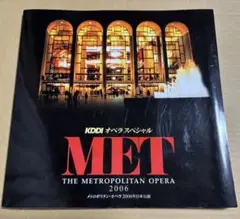 KDDI オペラスペシャル
MET
THE METROPOLITAN OPERA
2006
メトロポリタン・オペラ2006年日本公演